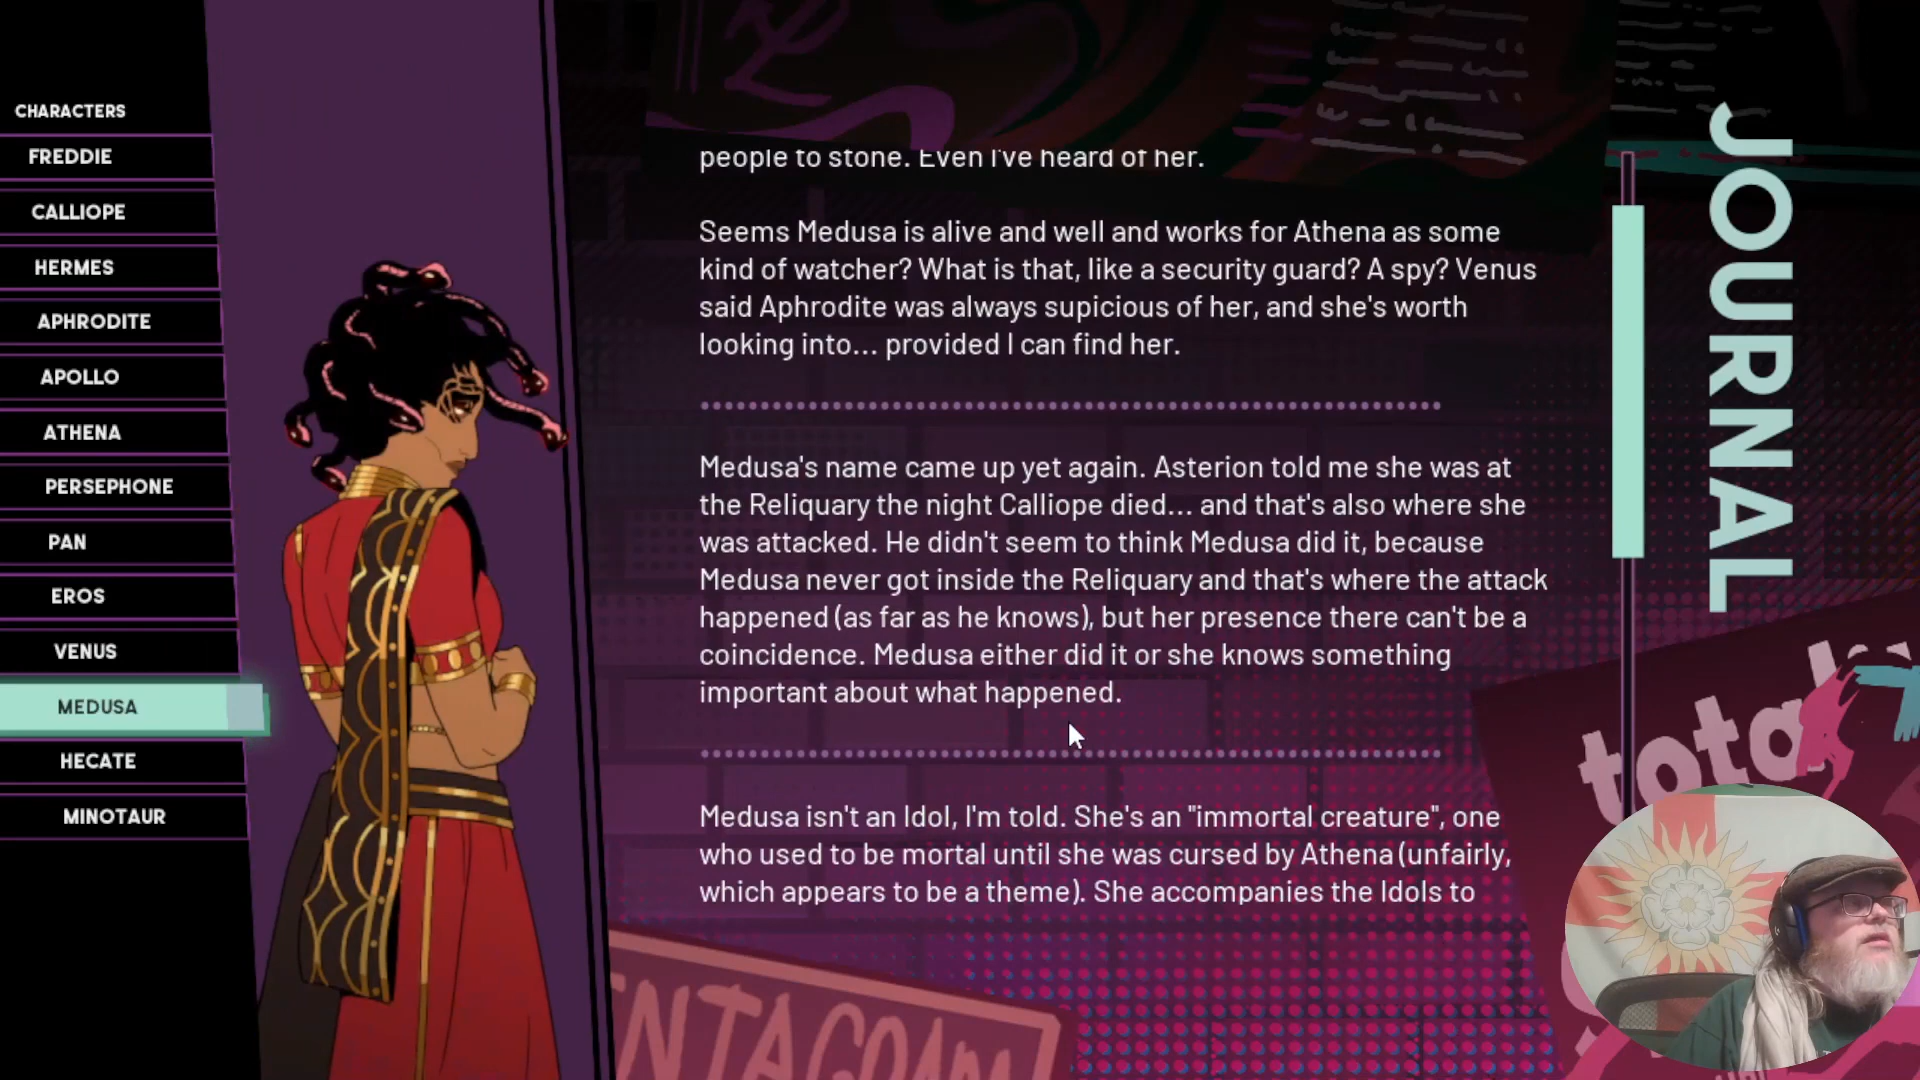 CHARACTERS
FREDDIE
CALLIOPE
HERMES
APHRODITE
APOLLO
ATHENA
PERSEPHONE
PAN
EROS
VENUS
MEDUSA
HECATE
MINOTAUR
people to stone. Even I've heard of her.
Seems Medusa is alive and well and works for Athena as some
kind of watcher? What is that, like a security guard? A spy? Venus
said Aphrodite was always supicious of her, and she's worth
looking into... provided I can find her.
Medusa's name came up yet again. Asterion told me she was at
the Reliquary the night Calliope died... and that's also where she
was attacked. He didn't seem to think Medusa did it, because
Medusa never got inside the Reliquary and that's where the attack
happened (as far as he knows), but her presence there can't be a
coincidence. Medusa either did it or she knows something
important about what happened.
Medusa isn't an Idol, I'm told. She's an "immortal creature", one
who used to be mortal until she was cursed by Athena (unfairly,
which appears to be a theme). She accompanies the Idols to
JOURNAL